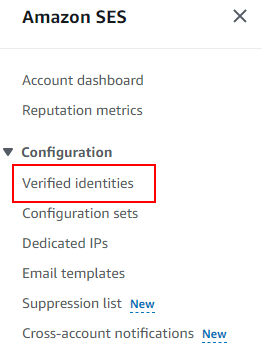 Amazon SES
Account dashboard
Reputation metrics
Configuration
Verified identities
Configuration sets
Dedicated IPs
Email templates
Suppression list New
Cross-account notifications New